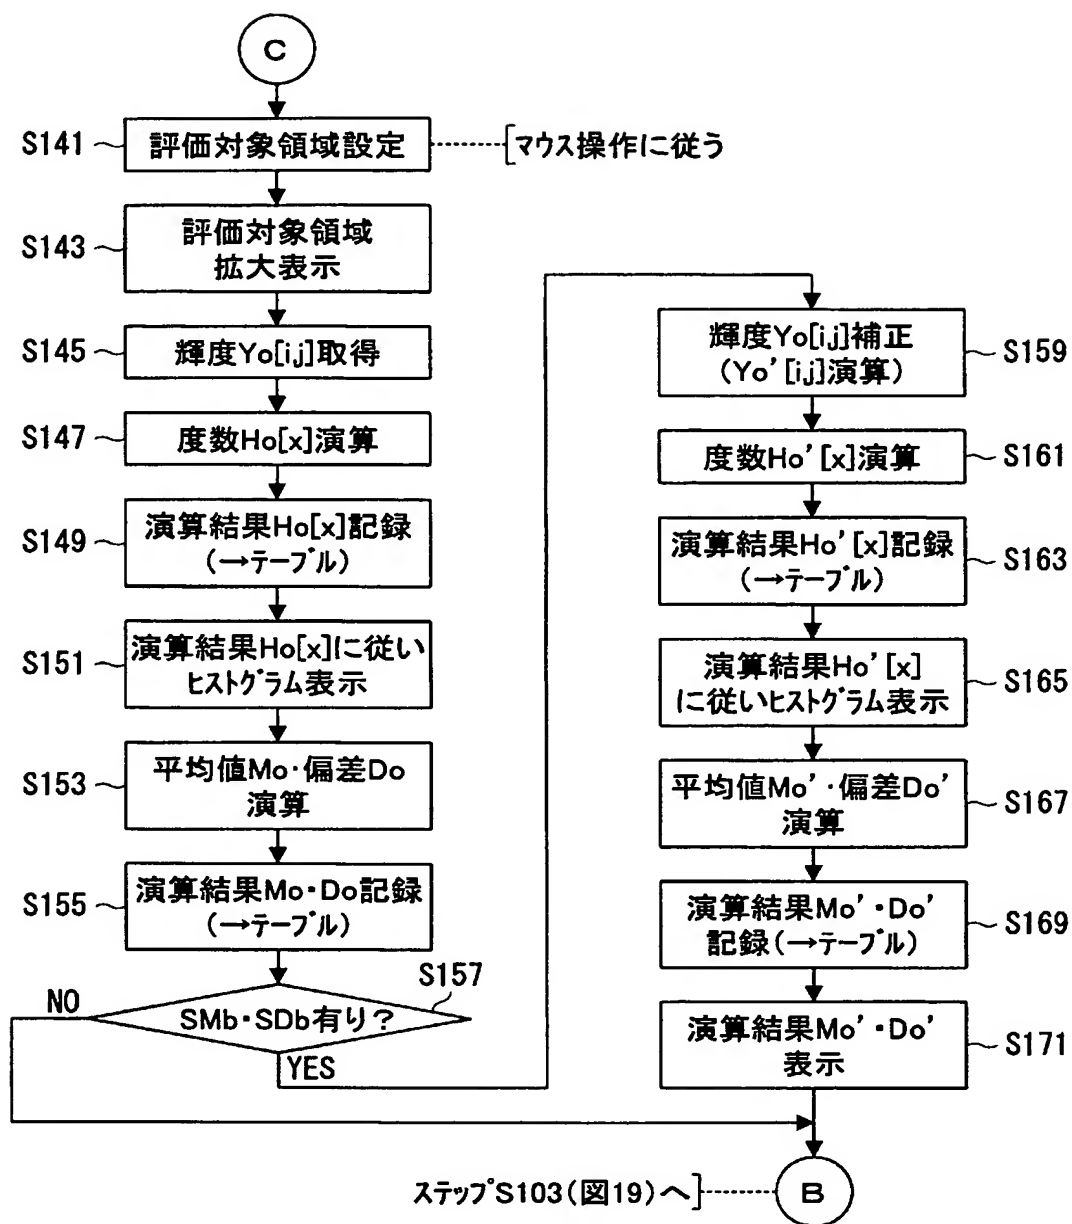 C
S141
評価対象領域設定
マウス操作に従う
S143
評価対象領域
拡大表示
S145
輝度Yo[i,j]取得
S147
度数Ho[x]演算
S149
演算結果Ho[x]記録
(→テーブル)
S151
演算結果Ho[x]に従い
ヒストグラム表示
S153
平均値Mo・偏差Do
演算
S155
演算結果Mo・Do記録
(→テーブル)
S157
SMb・SDb有り?
NO
YES
輝度Yo[i,j]補正
(Yo'[i,j]演算)
S159
度数Ho'[x]演算
S161
演算結果Ho'[x]記録
(→テーブル)
S163
演算結果Ho'[x]
に従いヒストグラム表示
S165
平均値Mo'・偏差Do'
演算
S167
演算結果Mo'・Do'
記録(→テーブル)
S169
演算結果Mo'・Do'
表示
S171
ステップS103(図19)へ
B